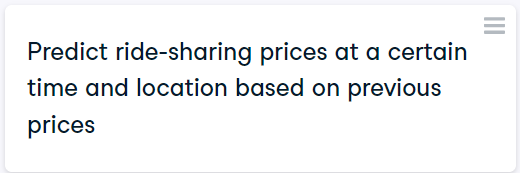 Predict ride-sharing prices at a certain
time and location based on previous
prices